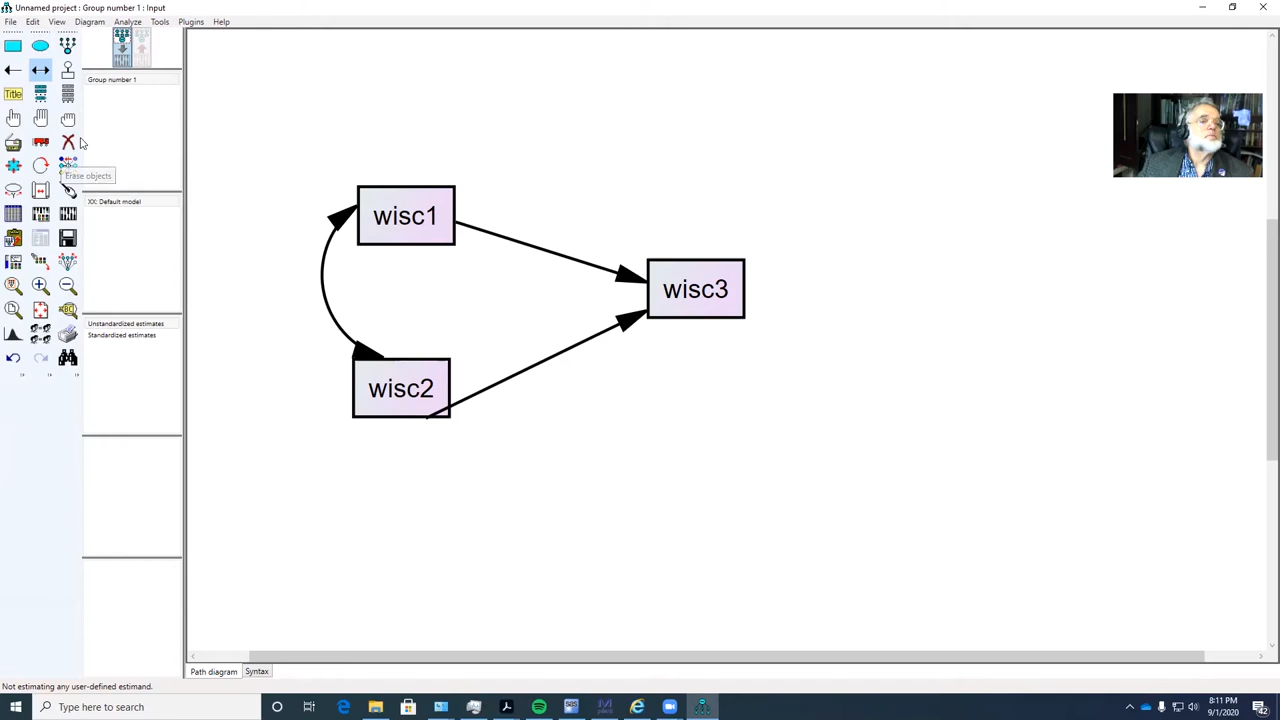 Unnamed project : Group number 1 : Input
File Edit View Diagram Analyze Tools Plugins Help
Title
Group number 1
Erase objects
XX: Default model
Unstandardized estimates
Standardized estimates
wisc1
wisc3
wisc2
Path diagram Syntax
Not estimating any user-defined estimand.
Type here to search
8:11 PM
9/1/2020
42